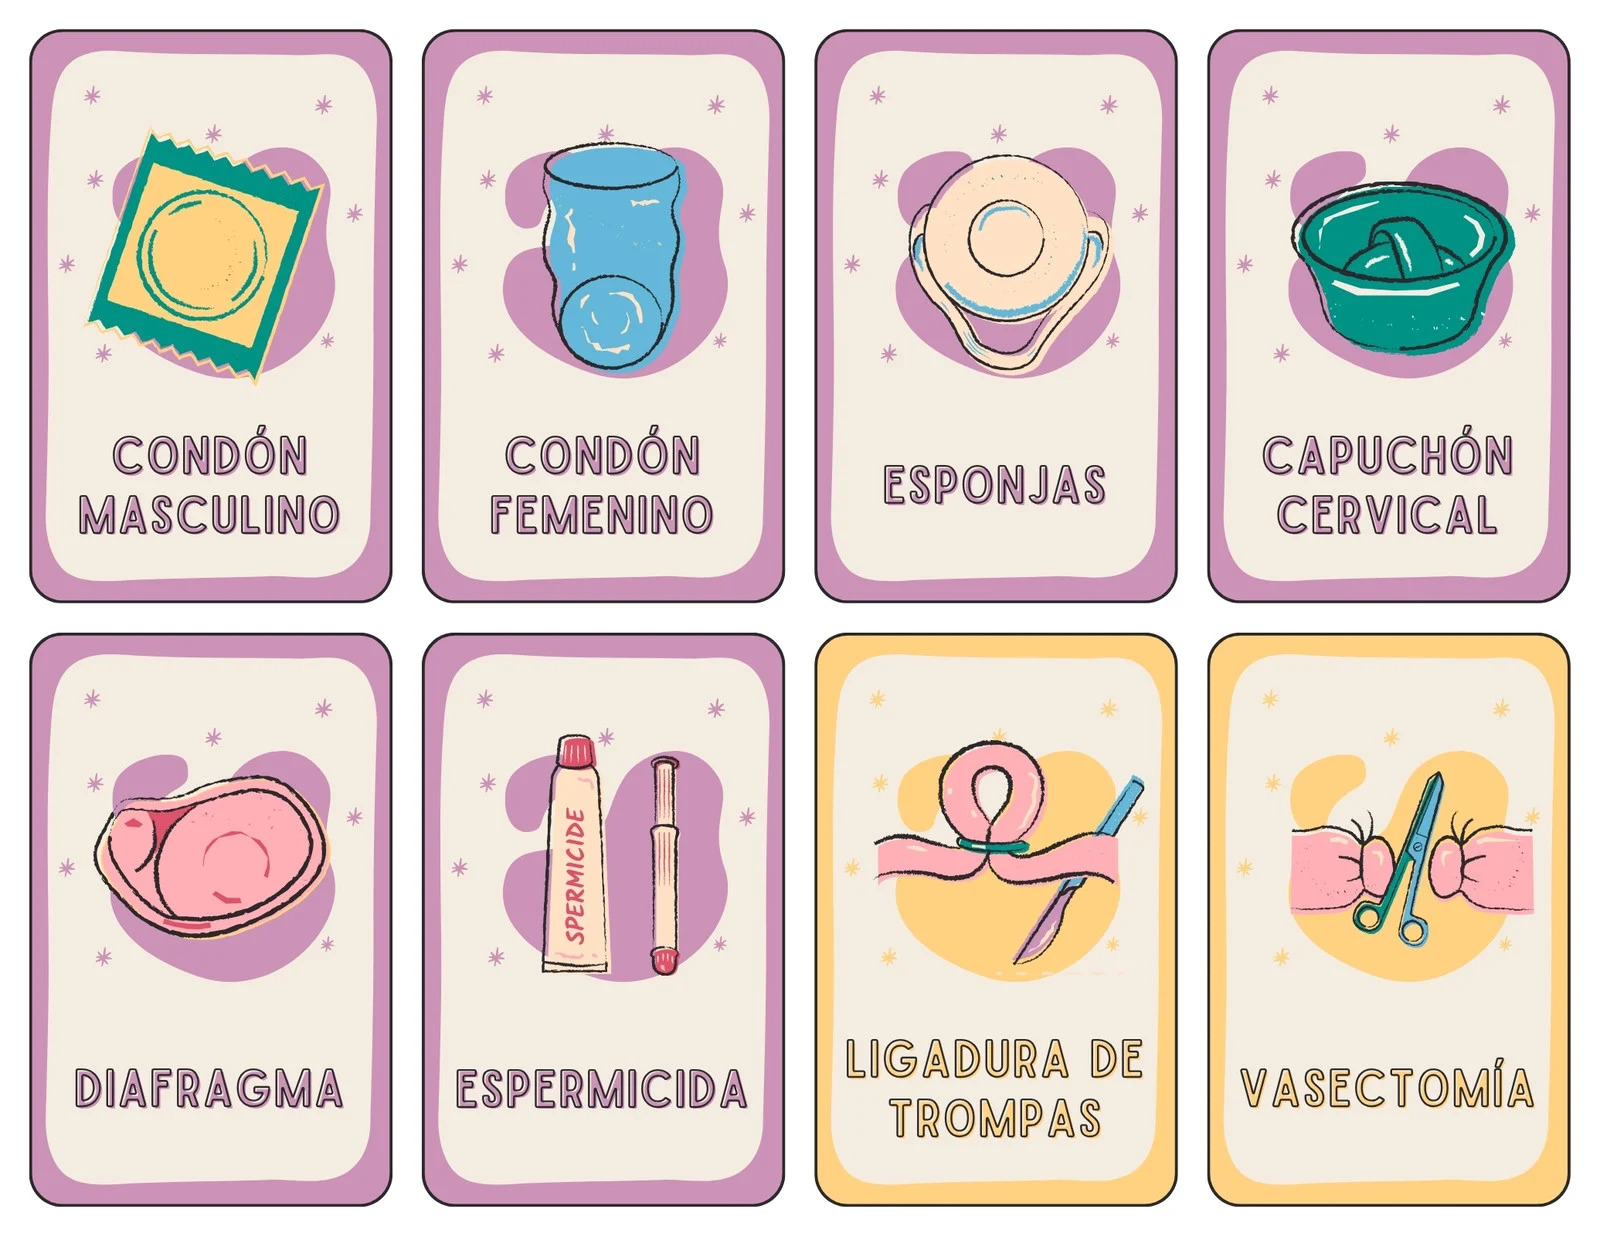 CONDÓN
MASCULINO
CONDÓN
FEMENINO
ESPONJAS
CAPUCHÓN
CERVICAL
DIAFRAGMA
SPERMICIDE
ESPERMICIDA
LIGADURA DE
TROMPAS
VASECTOMÍA